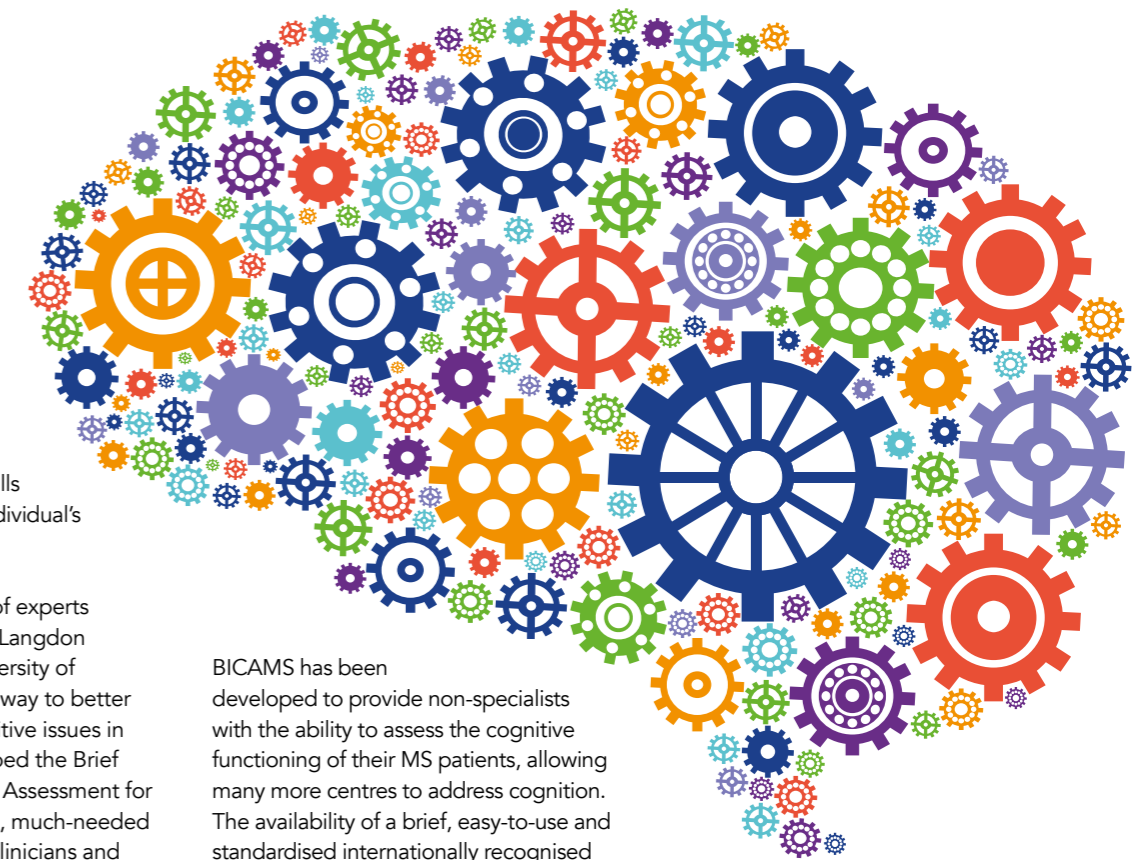 lls
dividual's
of experts
Langdon
ersity of
way to better
itive issues in
ped the Brief
Assessment for
, much-needed
linicians and
BICAMS has been
developed to provide non-specialists
with the ability to assess the cognitive
functioning of their MS patients, allowing
many more centres to address cognition.
The availability of a brief, easy-to-use and
standardised internationally recognised